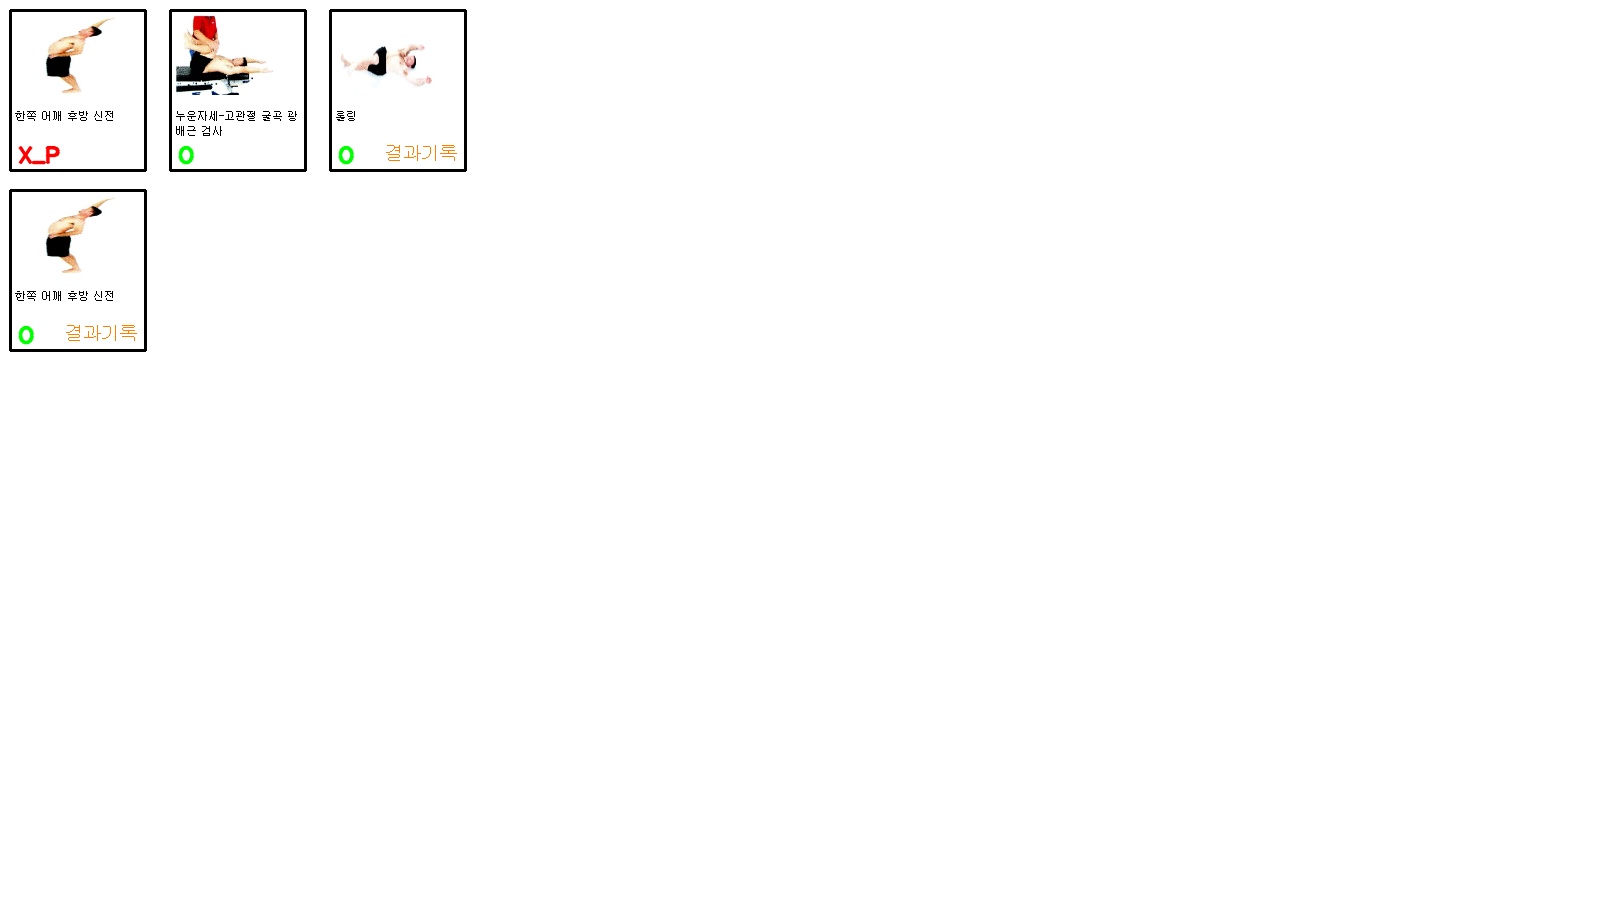 한쪽 어깨 후방 신전
X_P
누운자세-고관절 굴곡 광
배근 검사
O
롤링
O 결과기록
한쪽 어깨 후방 신전
O 결과기록